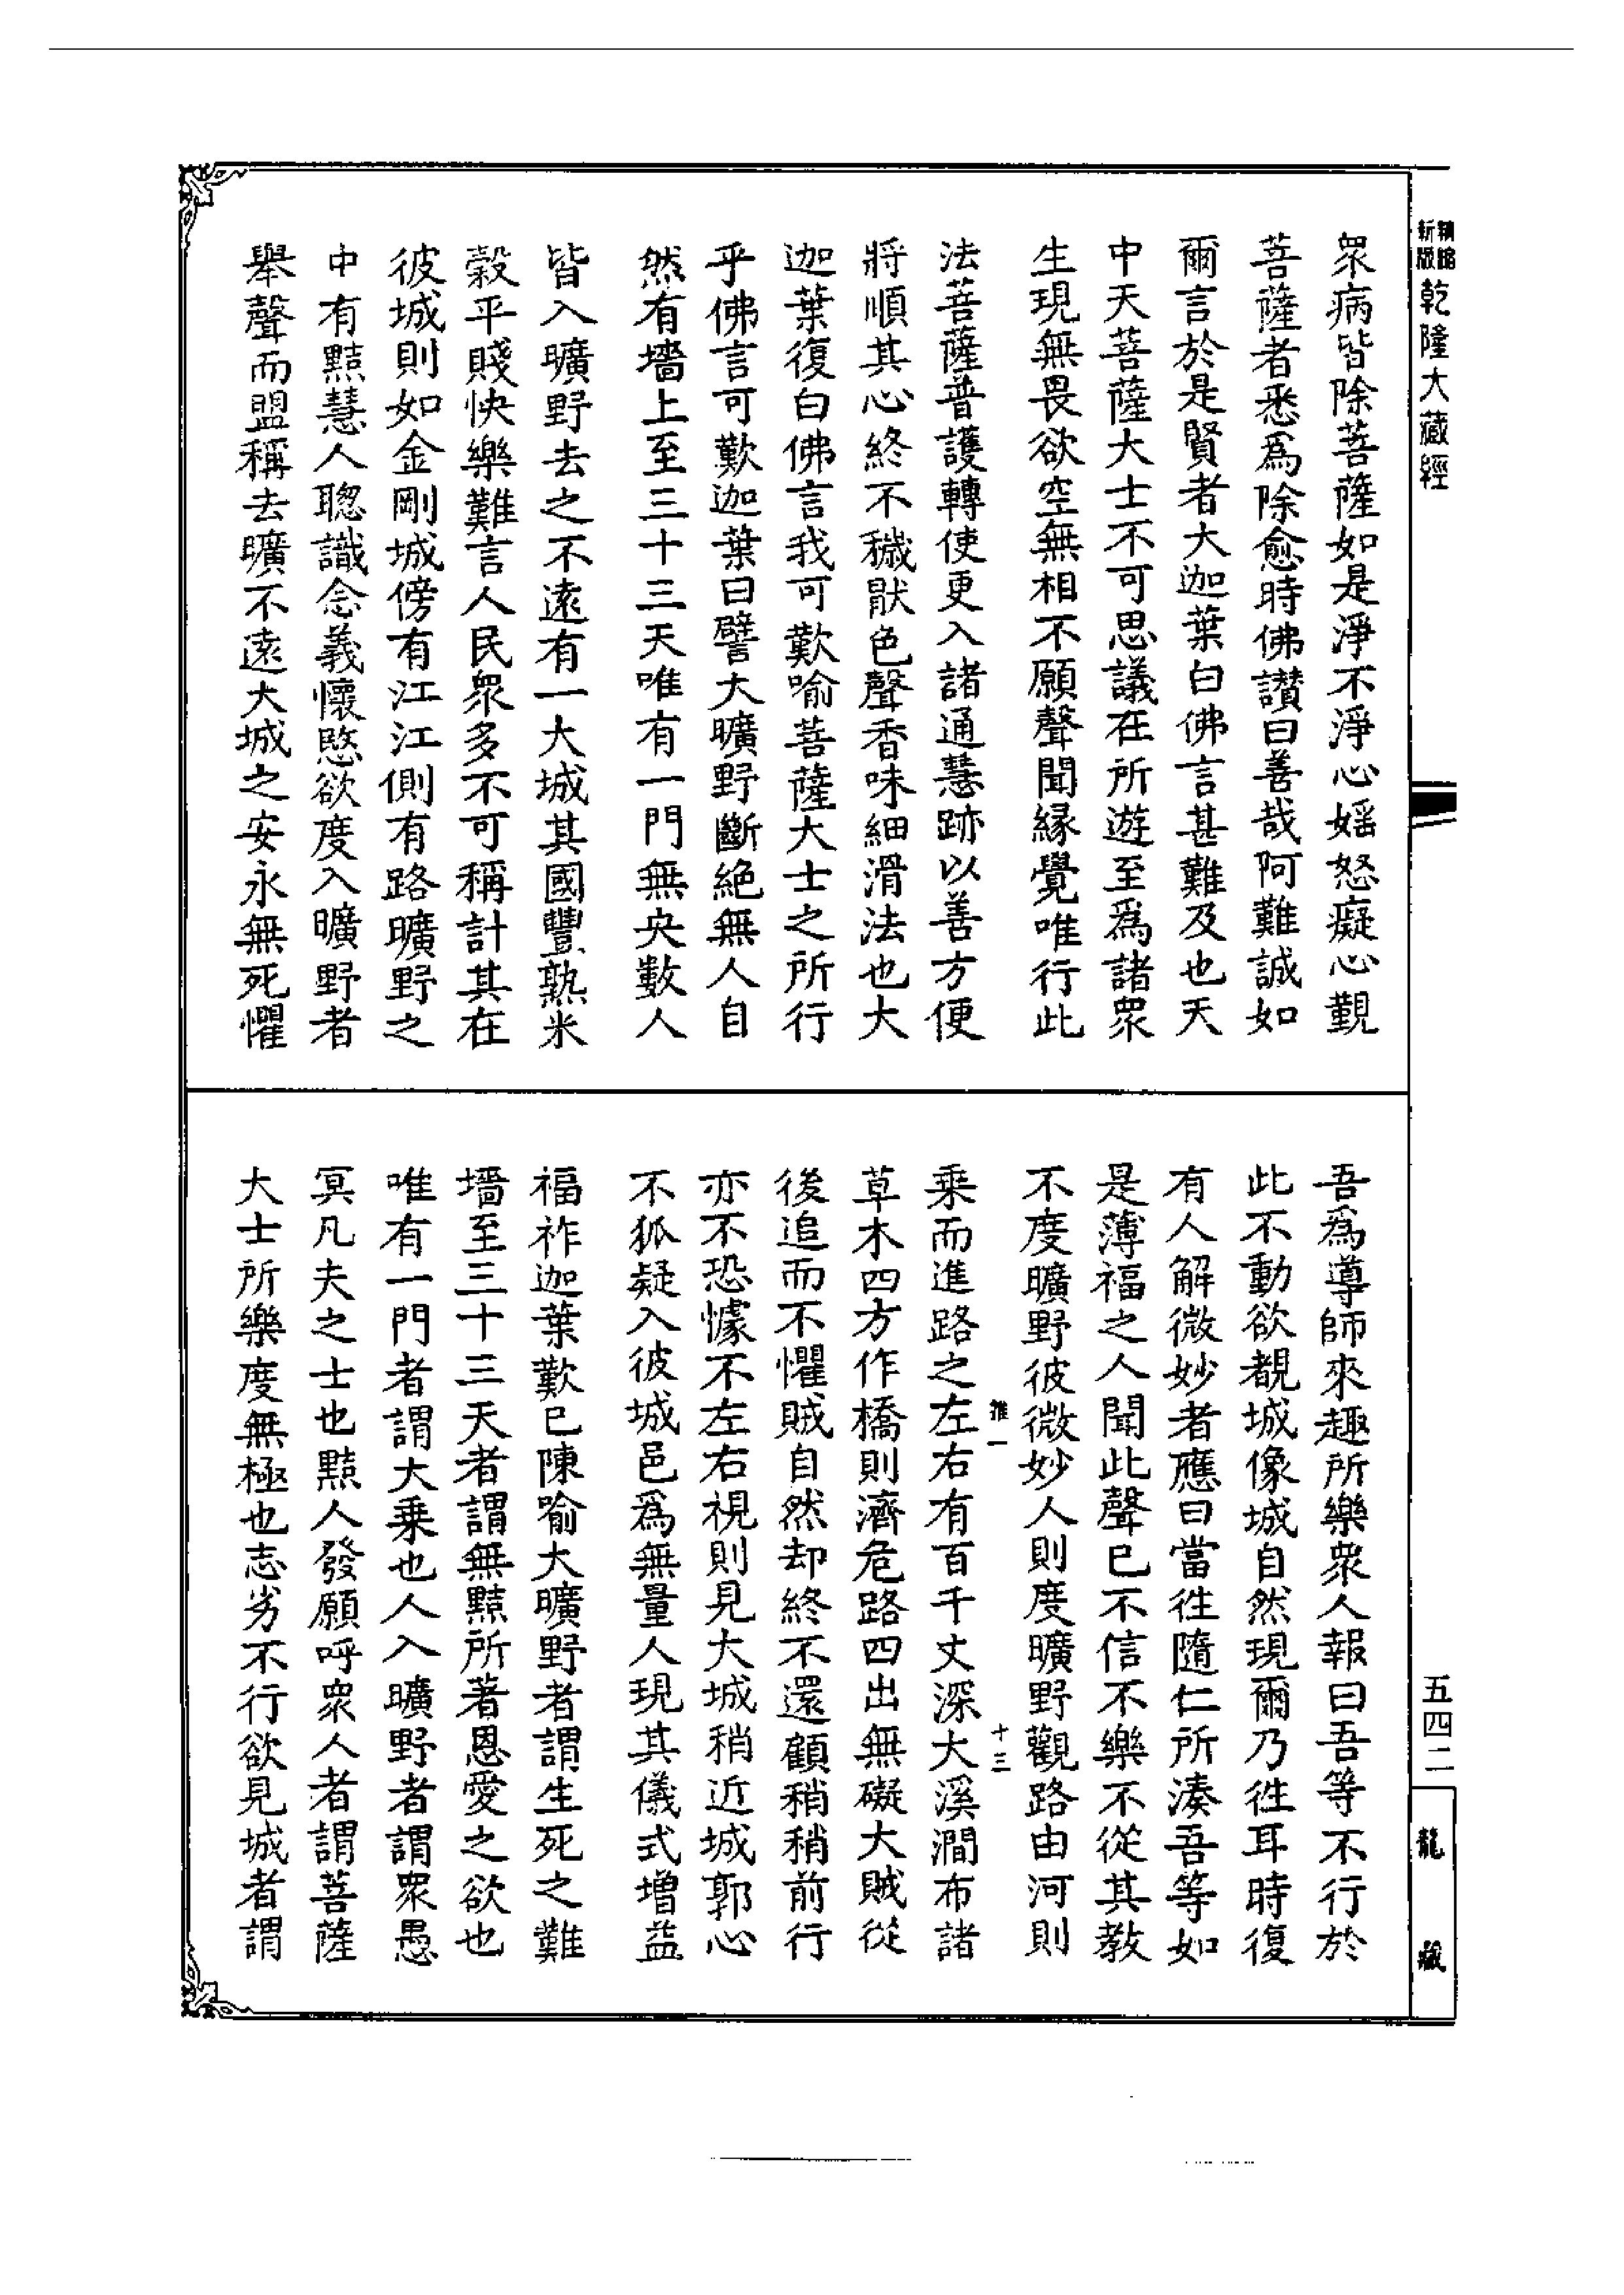 新編縮版
乾隆大藏經
衆病皆除菩薩如是淨不淨心婬怒癡心覩
菩薩者悉爲除愈時佛讃曰善哉阿難誠如
爾言於是賢者大迦葉白佛言甚難及也天
中天菩薩大士不可思議在所遊至爲諸衆
生現無畏欲空無相不願聲聞緣覺唯行此
法菩薩普護轉使更入諸通慧跡以善方便
將順其心終不穢猒色聲香味細滑法也大
迦葉復白佛言我可歎喻菩薩大士之所行
乎佛言可歎迦葉曰譬大曠野斷絕無人自
然有墻上至三十三天唯有一門無央數人
皆入曠野去之不遠有一大城其國豐熟米
穀平賤快樂難言人民衆多不可稱計其在
彼城則如金剛城傍有江江側有路曠野之
中有黠慧人聰識念義懷愍欲度入曠野者
舉聲而盟稱去曠不遠大城之安永無死懼
吾爲導師來趣所樂衆人報曰吾等不行於
此不動欲覩城像城自然現爾乃徃耳時復
有人解微妙者應曰當徃隨仁所湊吾等如
是薄福之人聞此聲已不信不樂不從其教
不度曠野彼微妙人則度曠野觀路由河則
推一
十三
乘而進路之左右有百千丈深大溪澗布諸
草木四方作橋則濟危路四出無礙大賊從
後追而不懼賊自然却終不還顧稍稍前行
亦不恐懅不左右視則見大城稍近城郭心
不狐疑入彼城邑爲無量人現其儀式增益
福祚迦葉歎已陳喻大曠野者謂生死之難
墻至三十三天者謂無黠所著恩愛之欲也
唯有一門者謂大乘也人入曠野者謂衆愚
冥凡夫之士也黠人發願呼衆人者謂菩薩
大士所樂度無極也志劣不行欲見城者謂
五四二
龍藏